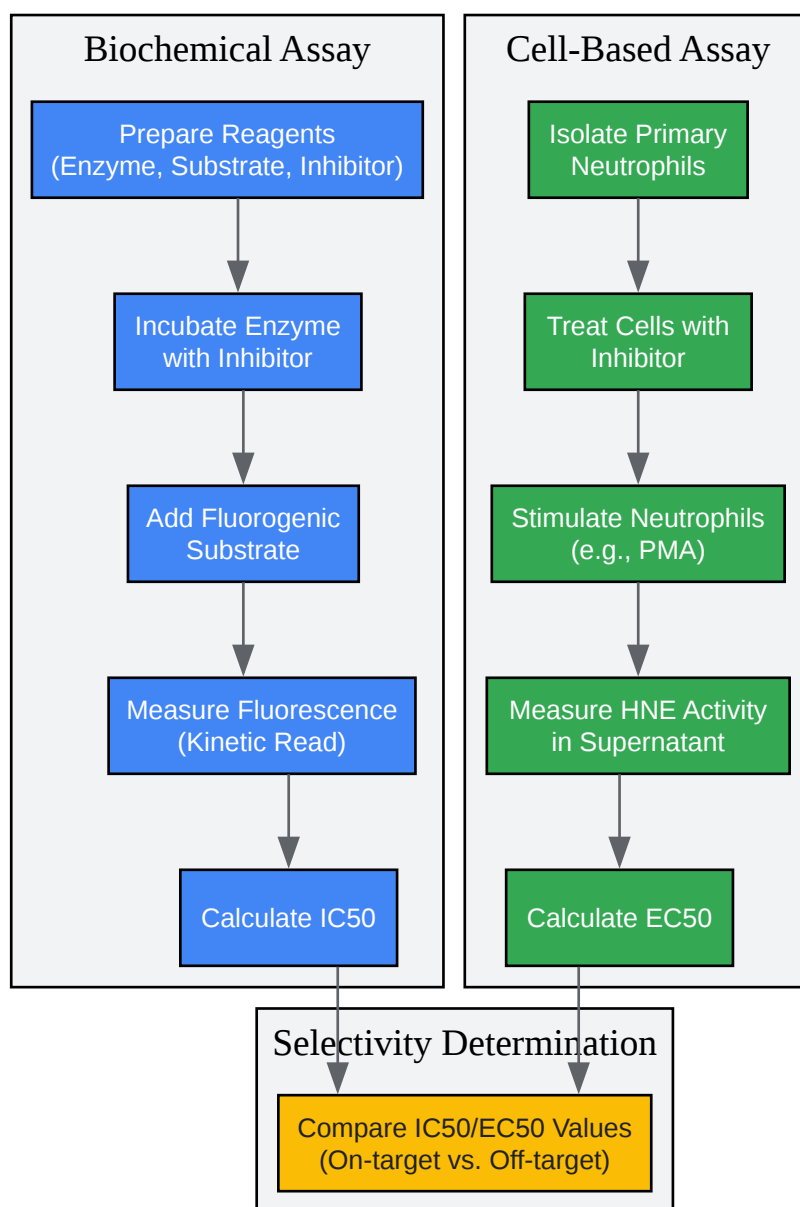 Biochemical Assay
Prepare Reagents
(Enzyme, Substrate, Inhibitor)
Incubate Enzyme
with Inhibitor
Add Fluorogenic
Substrate
Measure Fluorescence
(Kinetic Read)
Calculate IC50
Cell-Based Assay
Isolate Primary
Neutrophils
Treat Cells with
Inhibitor
Stimulate Neutrophils
(e.g., PMA)
Measure HNE Activity
in Supernatant
Calculate EC50
Selectivity Determination
Compare IC50/EC50 Values
(On-target vs. Off-target)